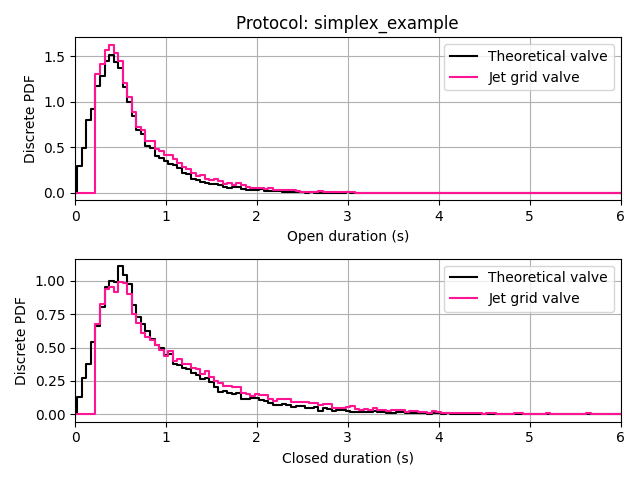 Protocol: simplex_example
Discrete PDF
1.5
1.0
0.5
0.0
Theoretical valve
Jet grid valve
0 1 2 3 4 5 6
Open duration (s)
Discrete PDF
1.00
0.75
0.50
0.25
0.00
Theoretical valve
Jet grid valve
0 1 2 3 4 5 6
Closed duration (s)